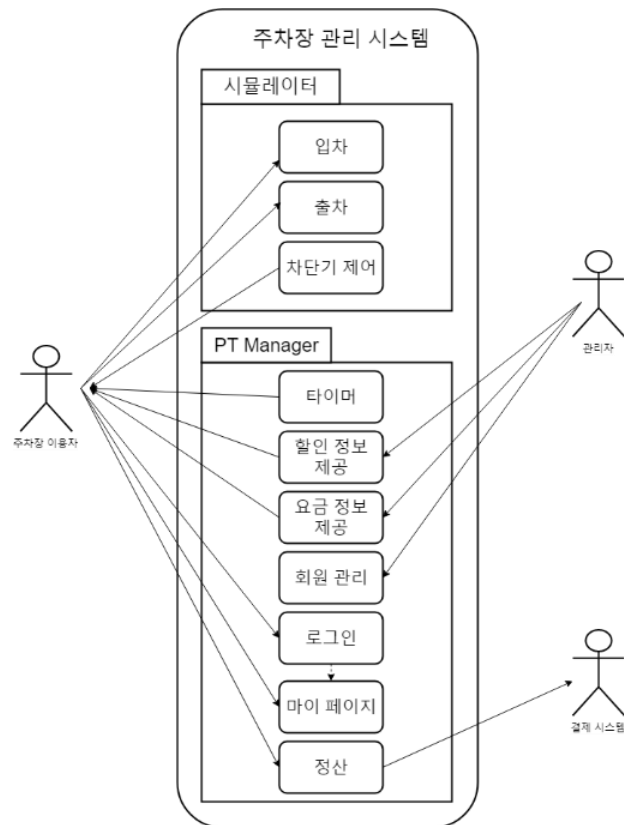 주차장 관리 시스템
시뮬레이터
입차
출차
차단기 제어
관리자
PT Manager
주차장 이용자
타이머
할인 정보
제공
요금 정보
제공
회원 관리
로그인
마이 페이지
결제 시스템
정산